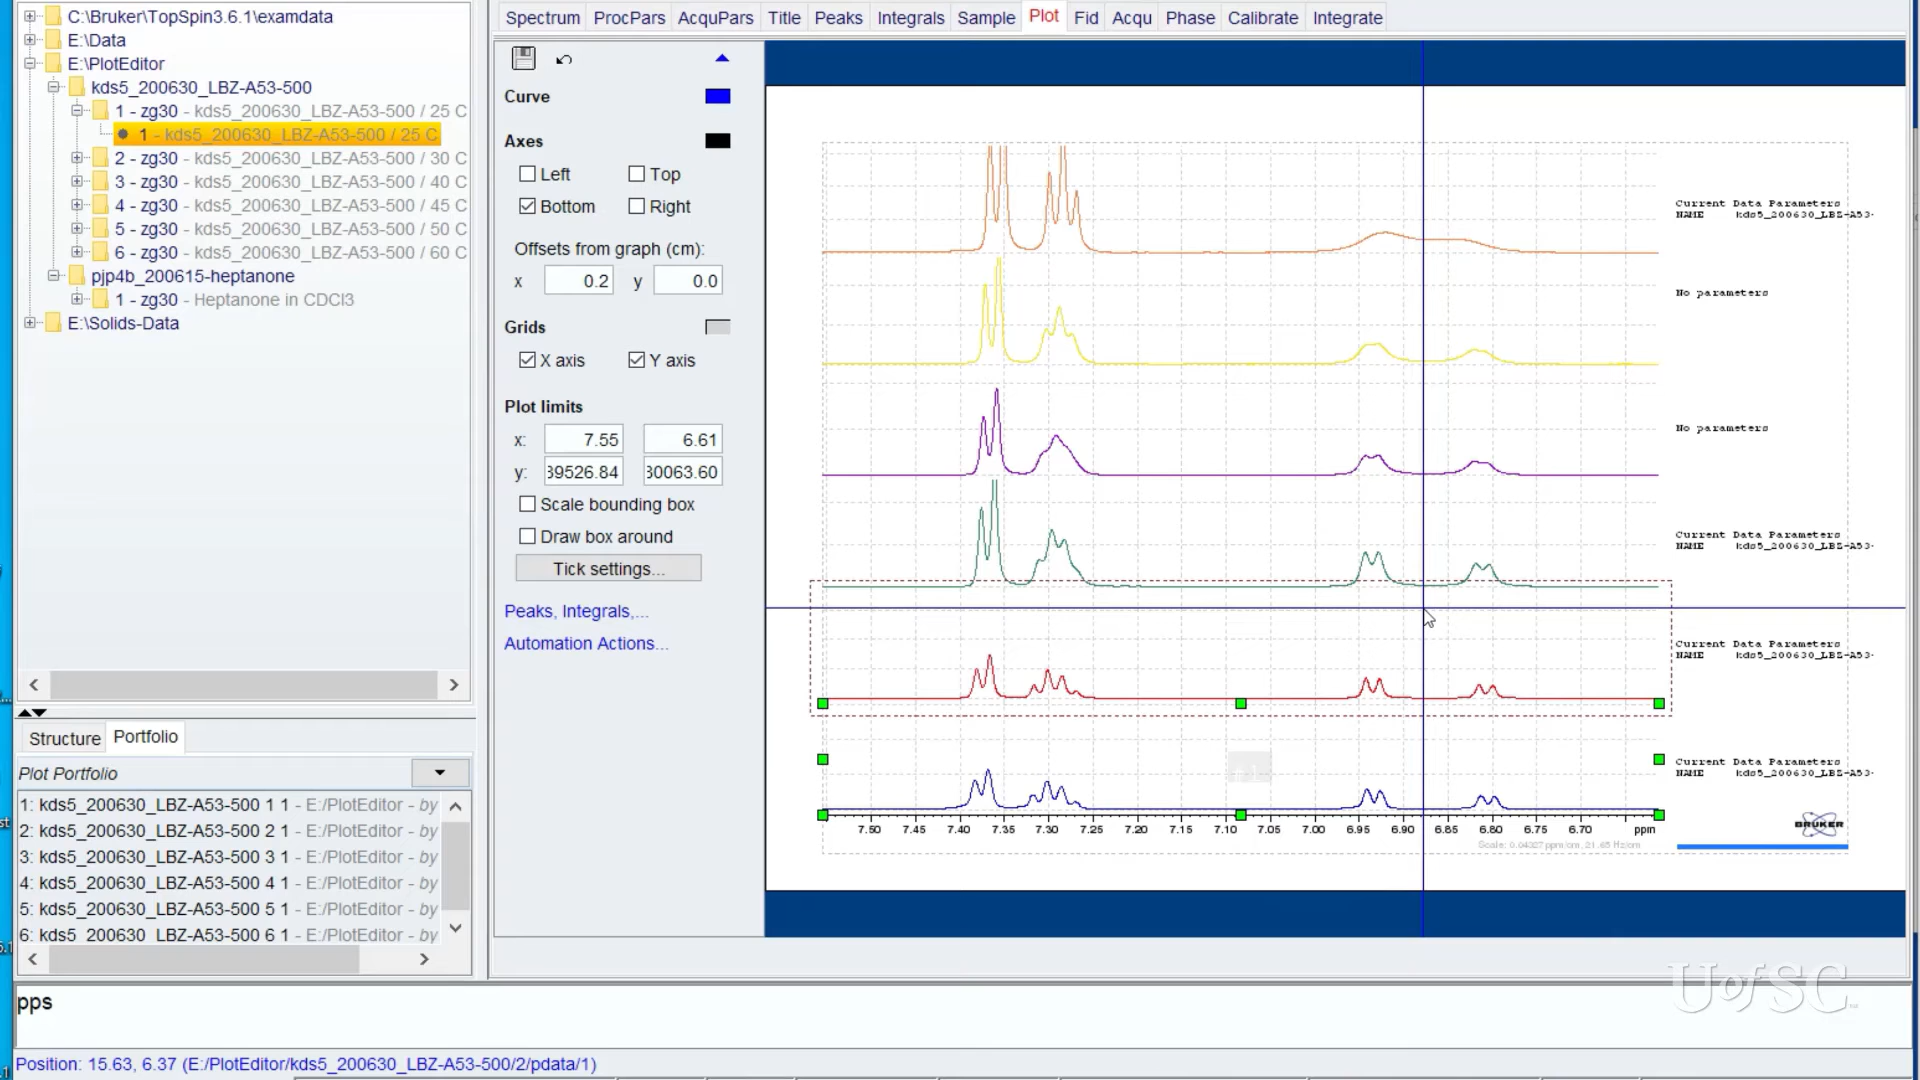 C:\Bruker\TopSpin3.6.1\examdata
E:\Data
E:\PlotEditor
kds5_200630_LBZ-A53-500
1 - zg30 - kds5_200630_LBZ-A53-500 / 25 C
1 - kds5_200630_LBZ-A53-500 / 25 C
2 - zg30 - kds5_200630_LBZ-A53-500 / 30 C
3 - zg30 - kds5_200630_LBZ-A53-500 / 40 C
4 - zg30 - kds5_200630_LBZ-A53-500 / 45 C
5 - zg30 - kds5_200630_LBZ-A53-500 / 50 C
6 - zg30 - kds5_200630_LBZ-A53-500 / 60 C
pjp4b_200615-heptanone
1 - zg30 - Heptanone in CDCl3
E:\Solids-Data
Structure Portfolio
Plot Portfolio
1: kds5_200630_LBZ-A53-500 1 1 - E:/PlotEditor - by
2: kds5_200630_LBZ-A53-500 2 1 - E:/PlotEditor - by
3: kds5_200630_LBZ-A53-500 3 1 - E:/PlotEditor - by
4: kds5_200630_LBZ-A53-500 4 1 - E:/PlotEditor - by
5: kds5_200630_LBZ-A53-500 5 1 - E:/PlotEditor - by
6: kds5_200630_LBZ-A53-500 6 1 - E:/PlotEditor - by
Spectrum ProcPars AcquPars Title Peaks Integrals Sample Plot Fid Acqu Phase Calibrate Integrate
Curve
Axes
Left Top
Bottom Right
Offsets from graph (cm):
x 0.2 y 0.0
Grids
X axis Y axis
Plot limits
x: 7.55 6.61
y: 39526.84 30063.60
Scale bounding box
Draw box around
Tick settings...
Peaks, Integrals,...
Automation Actions...
Current Data Parameters
NAME kds5_200630_LBZ-A53-
No parameters
No parameters
Current Data Parameters
NAME kds5_200630_LBZ-A53-
Current Data Parameters
NAME kds5_200630_LBZ-A53-
Current Data Parameters
NAME kds5_200630_LBZ-A53-
7.50 7.45 7.40 7.35 7.30 7.25 7.20 7.15 7.10 7.05 7.00 6.95 6.90 6.85 6.80 6.75 6.70 ppm
Scale: 0.04327 ppm/cm, 21.65 Hz/cm
BRUKER
UofSC
pps
Position: 15.63, 6.37 (E:/PlotEditor/kds5_200630_LBZ-A53-500/2/pdata/1)